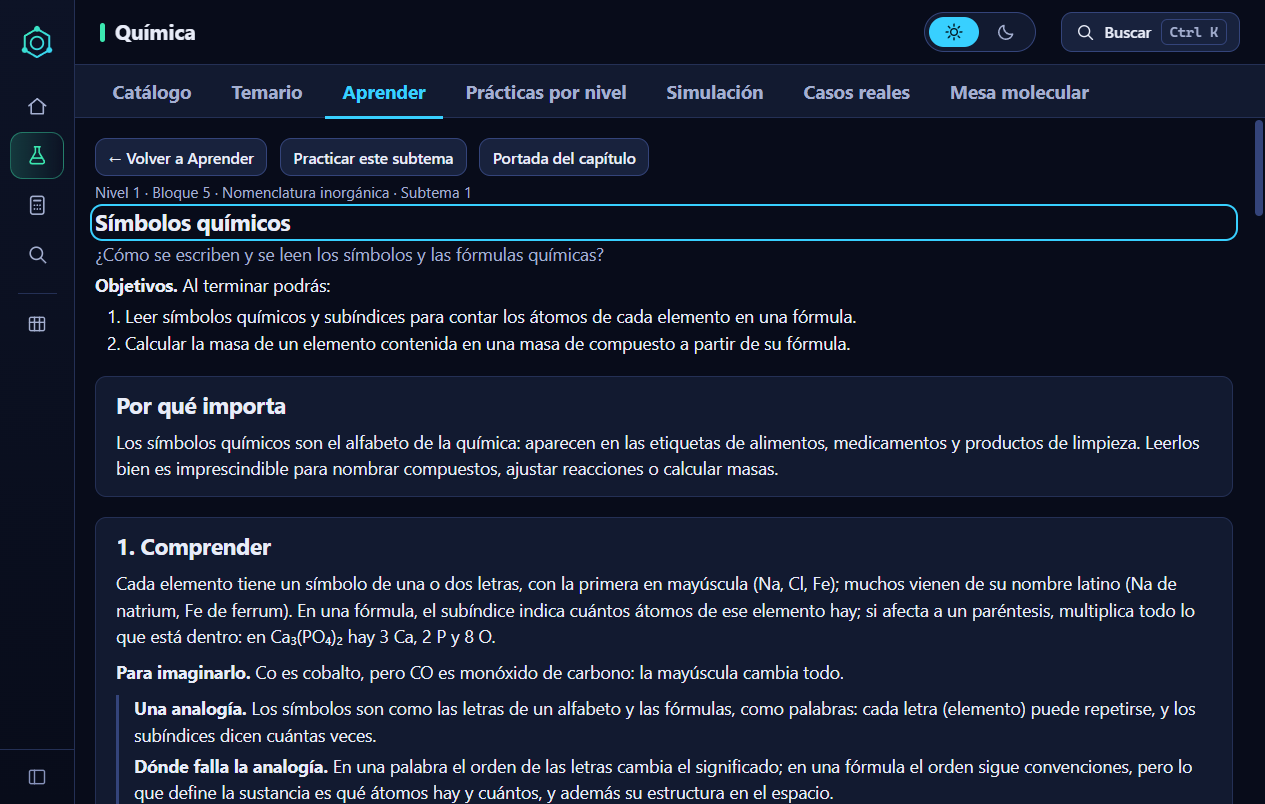 Química
Buscar Ctrl K
Catálogo Temario Aprender Prácticas por nivel Simulación Casos reales Mesa molecular
← Volver a Aprender Practicar este subtema Portada del capítulo
Nivel 1 · Bloque 5 · Nomenclatura inorgánica · Subtema 1
Símbolos químicos
¿Cómo se escriben y se leen los símbolos y las fórmulas químicas?
Objetivos. Al terminar podrás:
1. Leer símbolos químicos y subíndices para contar los átomos de cada elemento en una fórmula.
2. Calcular la masa de un elemento contenida en una masa de compuesto a partir de su fórmula.
Por qué importa
Los símbolos químicos son el alfabeto de la química: aparecen en las etiquetas de alimentos, medicamentos y productos de limpieza. Leerlos
bien es imprescindible para nombrar compuestos, ajustar reacciones o calcular masas.
1. Comprender
Cada elemento tiene un símbolo de una o dos letras, con la primera en mayúscula (Na, Cl, Fe); muchos vienen de su nombre latino (Na de
natrium, Fe de ferrum). En una fórmula, el subíndice indica cuántos átomos de ese elemento hay; si afecta a un paréntesis, multiplica todo lo
que está dentro: en Ca₃(PO₄)₂ hay 3 Ca, 2 P y 8 O.
Para imaginarlo. Co es cobalto, pero CO es monóxido de carbono: la mayúscula cambia todo.
Una analogía. Los símbolos son como las letras de un alfabeto y las fórmulas, como palabras: cada letra (elemento) puede repetirse, y los
subíndices dicen cuántas veces.
Dónde falla la analogía. En una palabra el orden de las letras cambia el significado; en una fórmula el orden sigue convenciones, pero lo
que define la sustancia es qué átomos hay y cuántos, y además su estructura en el espacio.